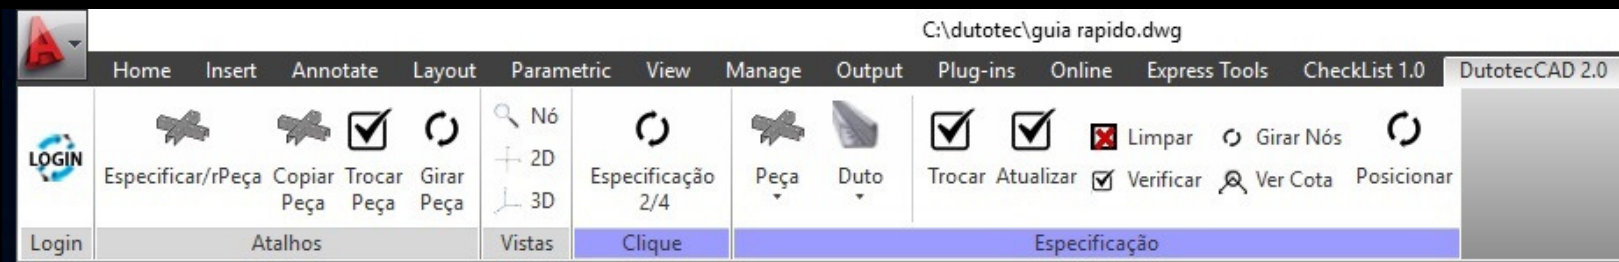 C:\dutotec\guia rapido.dwg
Home Insert Annotate Layout Parametric View Manage Output Plug-ins Online Express Tools CheckList 1.0 DutotecCAD 2.0
LOGIN
Especificar/rPeça
Copiar
Peça
Trocar
Peça
Girar
Peça
Nó
2D
3D
Especificação
2/4
Peça
Duto
Trocar
Atualizar
Limpar
Verificar
Girar Nós
Ver Cota
Posicionar
Login Atalhos Vistas Clique Especificação